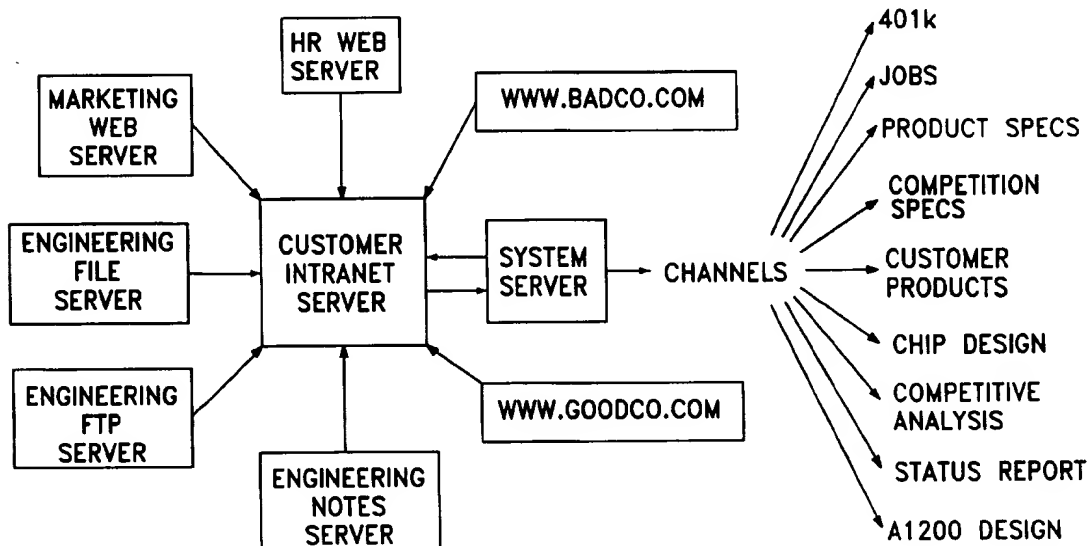 HR WEB
SERVER
MARKETING
WEB
SERVER
WWW.BADCO.COM
ENGINEERING
FILE
SERVER
CUSTOMER
INTRANET
SERVER
SYSTEM
SERVER
CHANNELS
ENGINEERING
FTP
SERVER
ENGINEERING
NOTES
SERVER
WWW.GOODCO.COM
401k
JOBS
PRODUCT SPECS
COMPETITION
SPECS
CUSTOMER
PRODUCTS
CHIP DESIGN
COMPETITIVE
ANALYSIS
STATUS REPORT
A1200 DESIGN